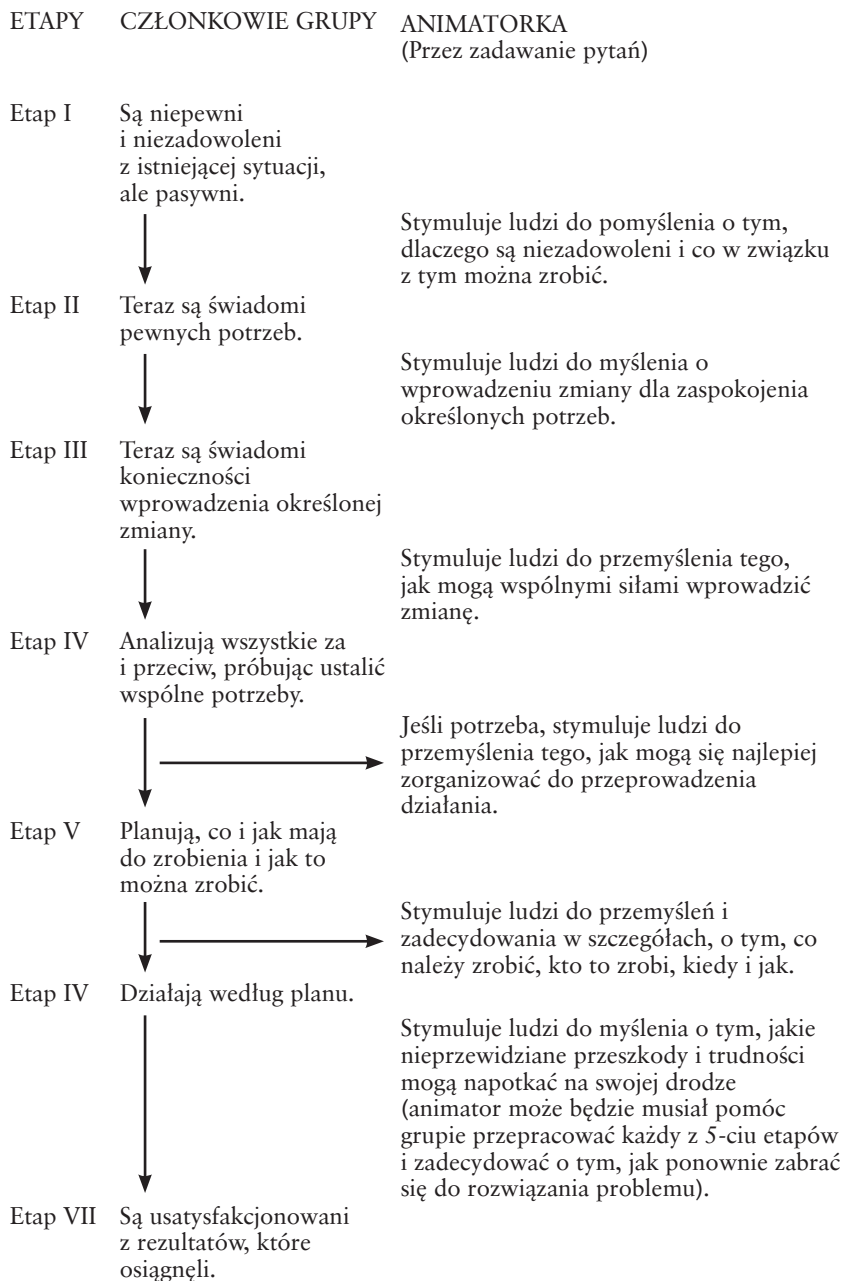 ETAPY CZŁONKOWIE GRUPY ANIMATORKA
(Przez zadawanie pytań)
Etap I Są niepewni
i niezadowoleni
z istniejącej sytuacji,
ale pasywni.
Stymuluje ludzi do pomyślenia o tym,
dlaczego są niezadowoleni i co w związku
z tym można zrobić.
Etap II Teraz są świadomi
pewnych potrzeb.
Stymuluje ludzi do myślenia o
wprowadzeniu zmiany dla zaspokojenia
określonych potrzeb.
Etap III Teraz są świadomi
konieczności
wprowadzenia określonej
zmiany.
Stymuluje ludzi do przemyślenia tego,
jak mogą wspólnymi siłami wprowadzić
zmianę.
Etap IV Analizują wszystkie za
i przeciw, próbując ustalić
wspólne potrzeby.
Jeśli potrzeba, stymuluje ludzi do
przemyślenia tego, jak mogą się najlepiej
zorganizować do przeprowadzenia
działania.
Etap V Planują, co i jak mają
do zrobienia i jak to
można zrobić.
Stymuluje ludzi do przemyśleń i
zadecydowania w szczegółach, o tym, co
należy zrobić, kto to zrobi, kiedy i jak.
Etap IV Działają według planu.
Stymuluje ludzi do myślenia o tym, jakie
nieprzewidziane przeszkody i trudności
mogą napotkać na swojej drodze
(animator może będzie musiał pomóc
grupie przepracować każdy z 5-ciu etapów
i zadecydować o tym, jak ponownie zabrać
się do rozwiązania problemu).
Etap VII Są usatysfakcjonowani
z rezultatów, które
osiągnęli.